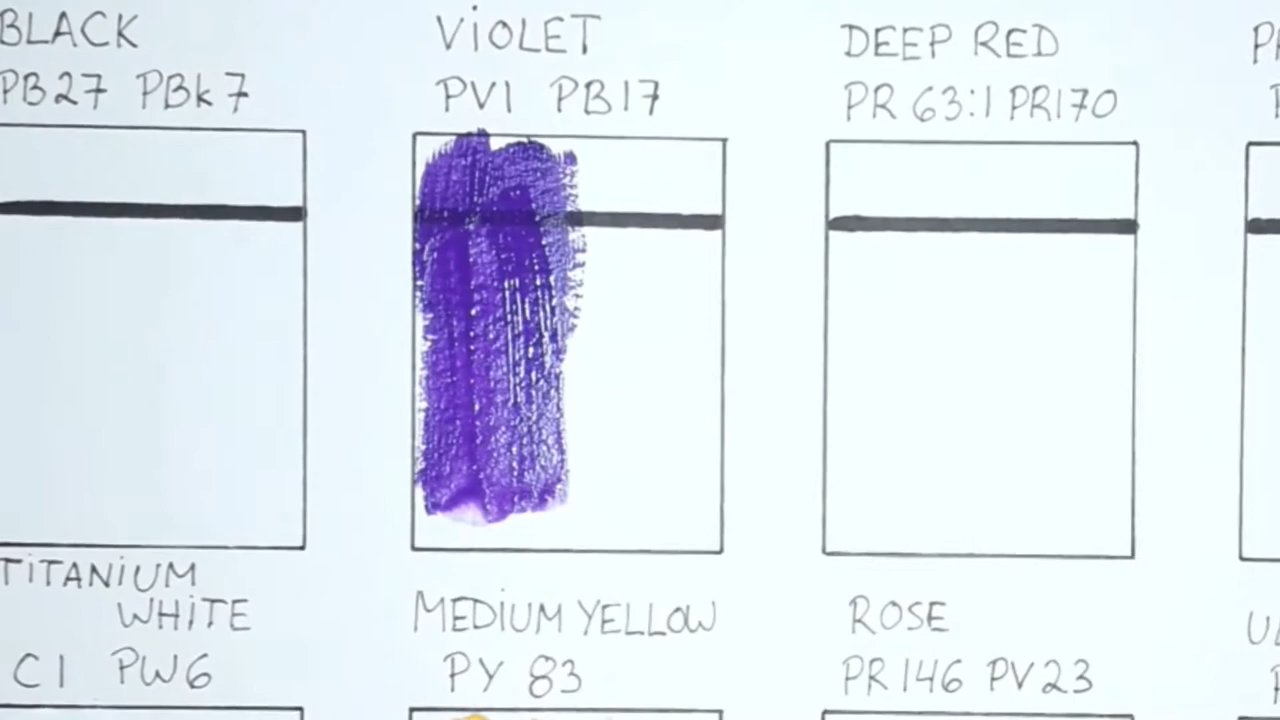 BLACK
PB27 PBk7
VIOLET
PV1 PB17
DEEP RED
PR 63:1 PR170
TITANIUM
WHITE
C1 PW6
MEDIUM YELLOW
PY 83
ROSE
PR146 PV23